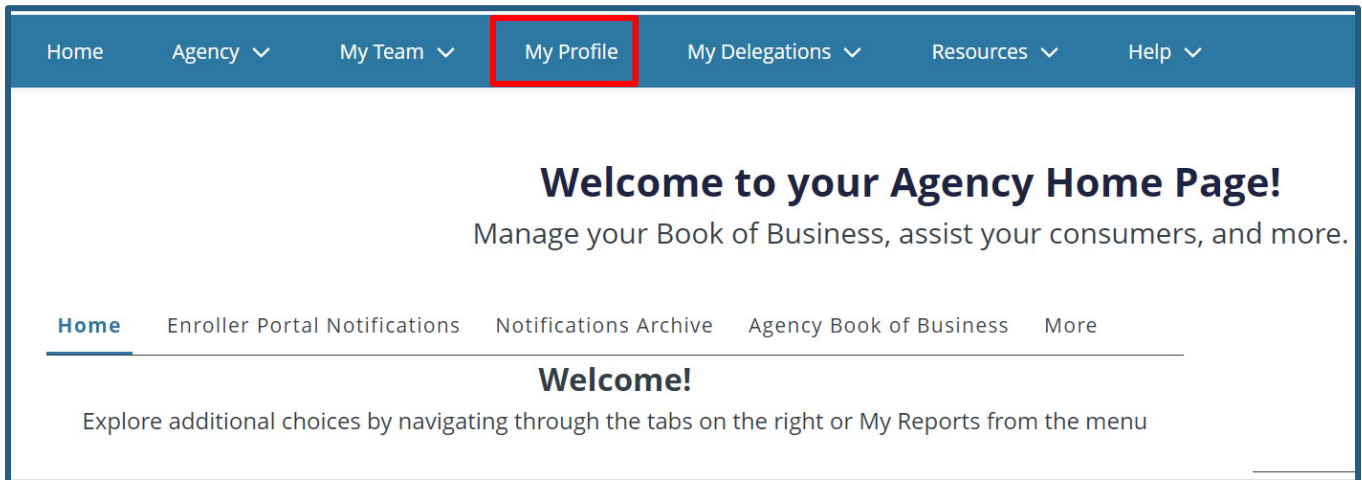 Home Agency My Team My Profile My Delegations Resources Help
Welcome to your Agency Home Page!
Manage your Book of Business, assist your consumers, and more.
Home Enroller Portal Notifications Notifications Archive Agency Book of Business More
Welcome!
Explore additional choices by navigating through the tabs on the right or My Reports from the menu